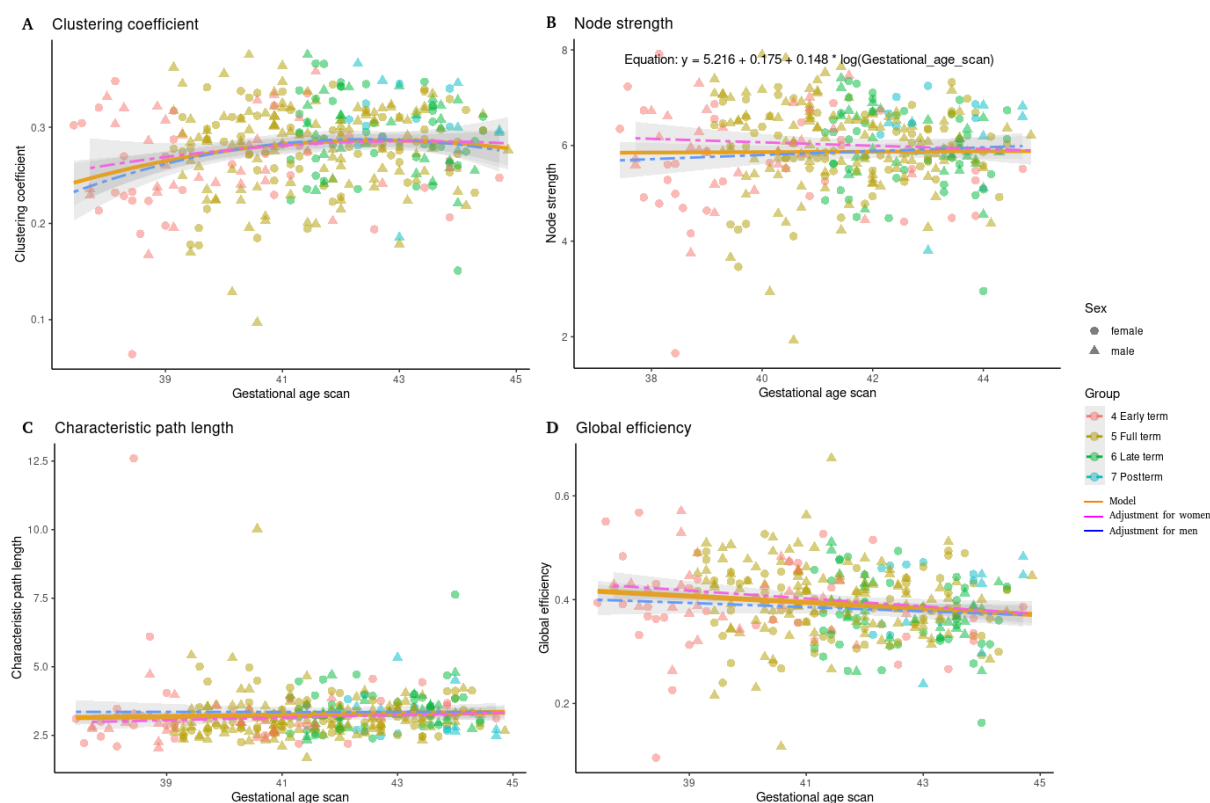 A Clustering coefficient
Clustering coefficient
0.3
0.2
0.1
39 41 43 45
Gestational age scan
B Node strength
Equation: y = 5.216 + 0.175 + 0.148 * log(Gestational_age_scan)
Node strength
8
6
4
2
38 40 42 44
Gestational age scan
C Characteristic path length
Characterisitic path length
12.5
10.0
7.5
5.0
2.5
39 41 43 45
Gestational age scan
D Global efficiency
Global efficiency
0.6
0.4
0.2
39 41 43 45
Gestational age scan
Sex
female
male
Group
4 Early term
5 Full term
6 Late term
7 Postterm
Model
Adjustment for women
Adjustment for men